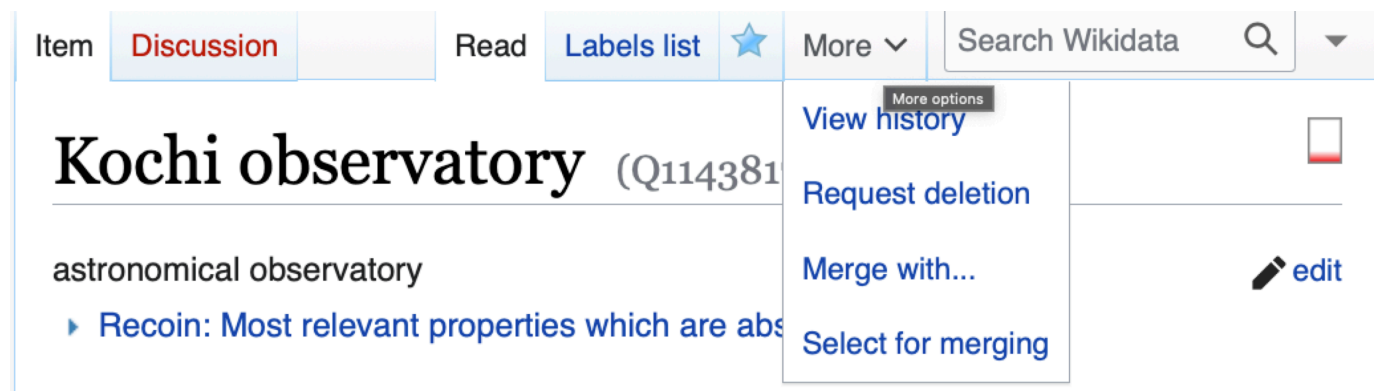 Item Discussion Read Labels list More Search Wikidata
More options
View history
Kochi observatory (Q114381
Request deletion
astronomical observatory
Merge with... edit
Recoin: Most relevant properties which are abs
Select for merging